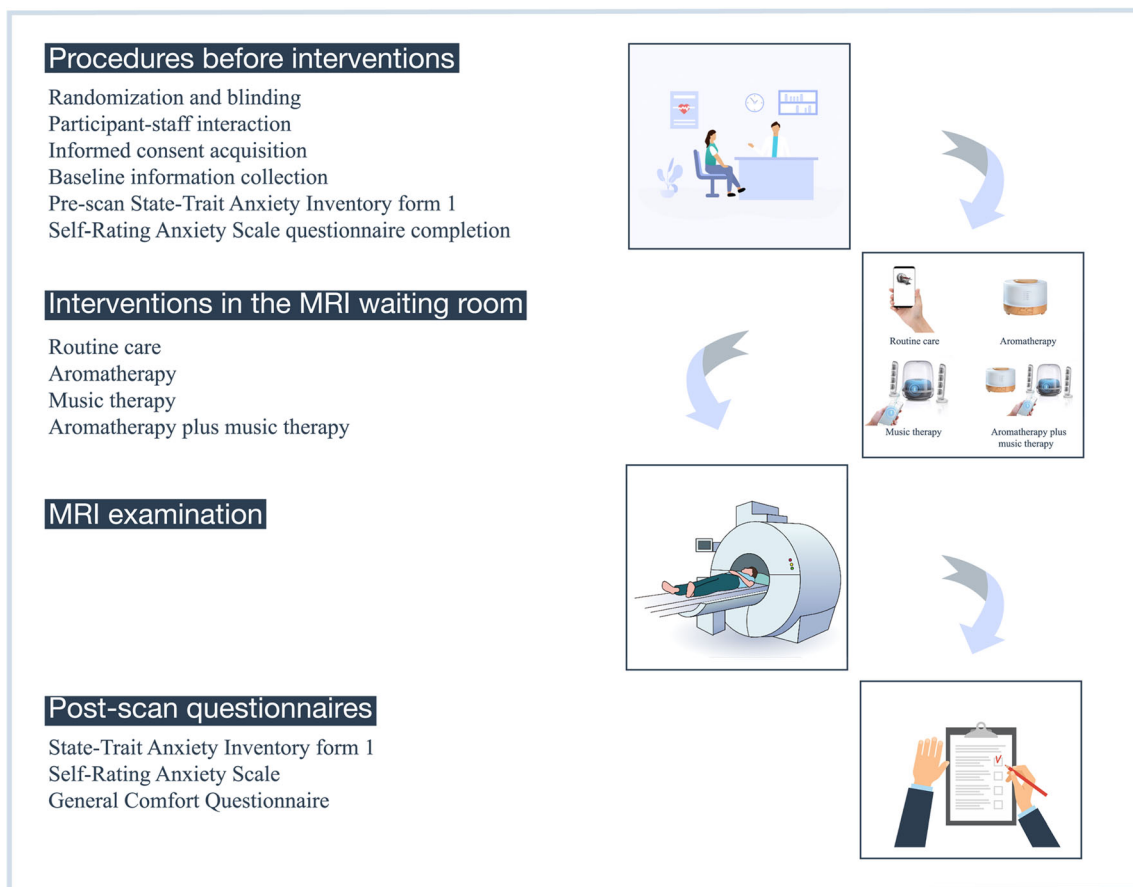 Procedures before interventions
Randomization and blinding
Participant-staff interaction
Informed consent acquisition
Baseline information collection
Pre-scan State-Trait Anxiety Inventory form 1
Self-Rating Anxiety Scale questionnaire completion
Interventions in the MRI waiting room
Routine care
Aromatherapy
Music therapy
Aromatherapy plus music therapy
Routine care
Aromatherapy
Music therapy
Aromatherapy plus
music therapy
MRI examination
Post-scan questionnaires
State-Trait Anxiety Inventory form 1
Self-Rating Anxiety Scale
General Comfort Questionnaire